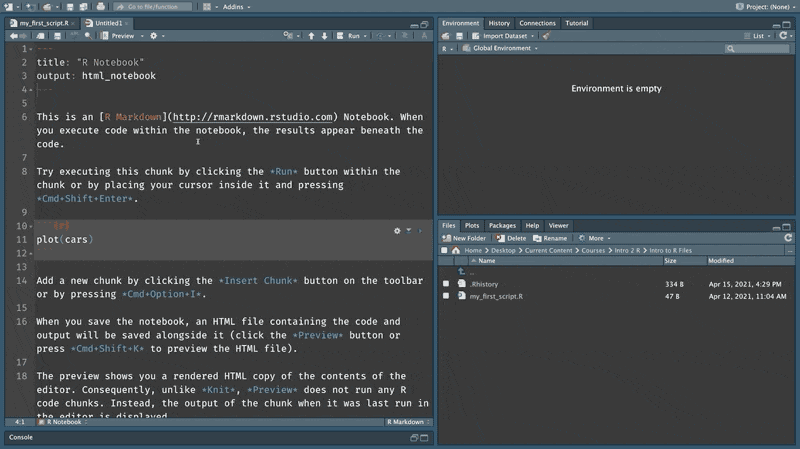 Go to file/function
Addins
Project: (None)
my_first_script.R
Untitled1
Preview
Run
1 ---
2 title: "R Notebook"
3 output: html_notebook
4 ---
5
6 This is an [R Markdown](http://rmarkdown.rstudio.com) Notebook. When
you execute code within the notebook, the results appear beneath the
code.
7
8 Try executing this chunk by clicking the *Run* button within the
chunk or by placing your cursor inside it and pressing
*Cmd+Shift+Enter*.
9
10 ```{r}
11 plot(cars)
12
13
14 Add a new chunk by clicking the *Insert Chunk* button on the toolbar
or by pressing *Cmd+Option+I*.
15
16 When you save the notebook, an HTML file containing the code and
output will be saved alongside it (click the *Preview* button or
press *Cmd+Shift+K* to preview the HTML file).
17
18 The preview shows you a rendered HTML copy of the contents of the
editor. Consequently, unlike *Knit*, *Preview* does not run any R
code chunks. Instead, the output of the chunk when it was last run in
the editor is displayed.
4:1
R Notebook
R Markdown
Console
Environment
History
Connections
Tutorial
Import Dataset
List
R
Global Environment
Environment is empty
Files
Plots
Packages
Help
Viewer
New Folder
Delete
Rename
More
Home > Desktop > Current Content > Courses > Intro 2 R > Intro to R Files
Name
Size
Modified
..
.Rhistory 334 B Apr 15, 2021, 4:29 PM
my_first_script.R 47 B Apr 12, 2021, 11:04 AM